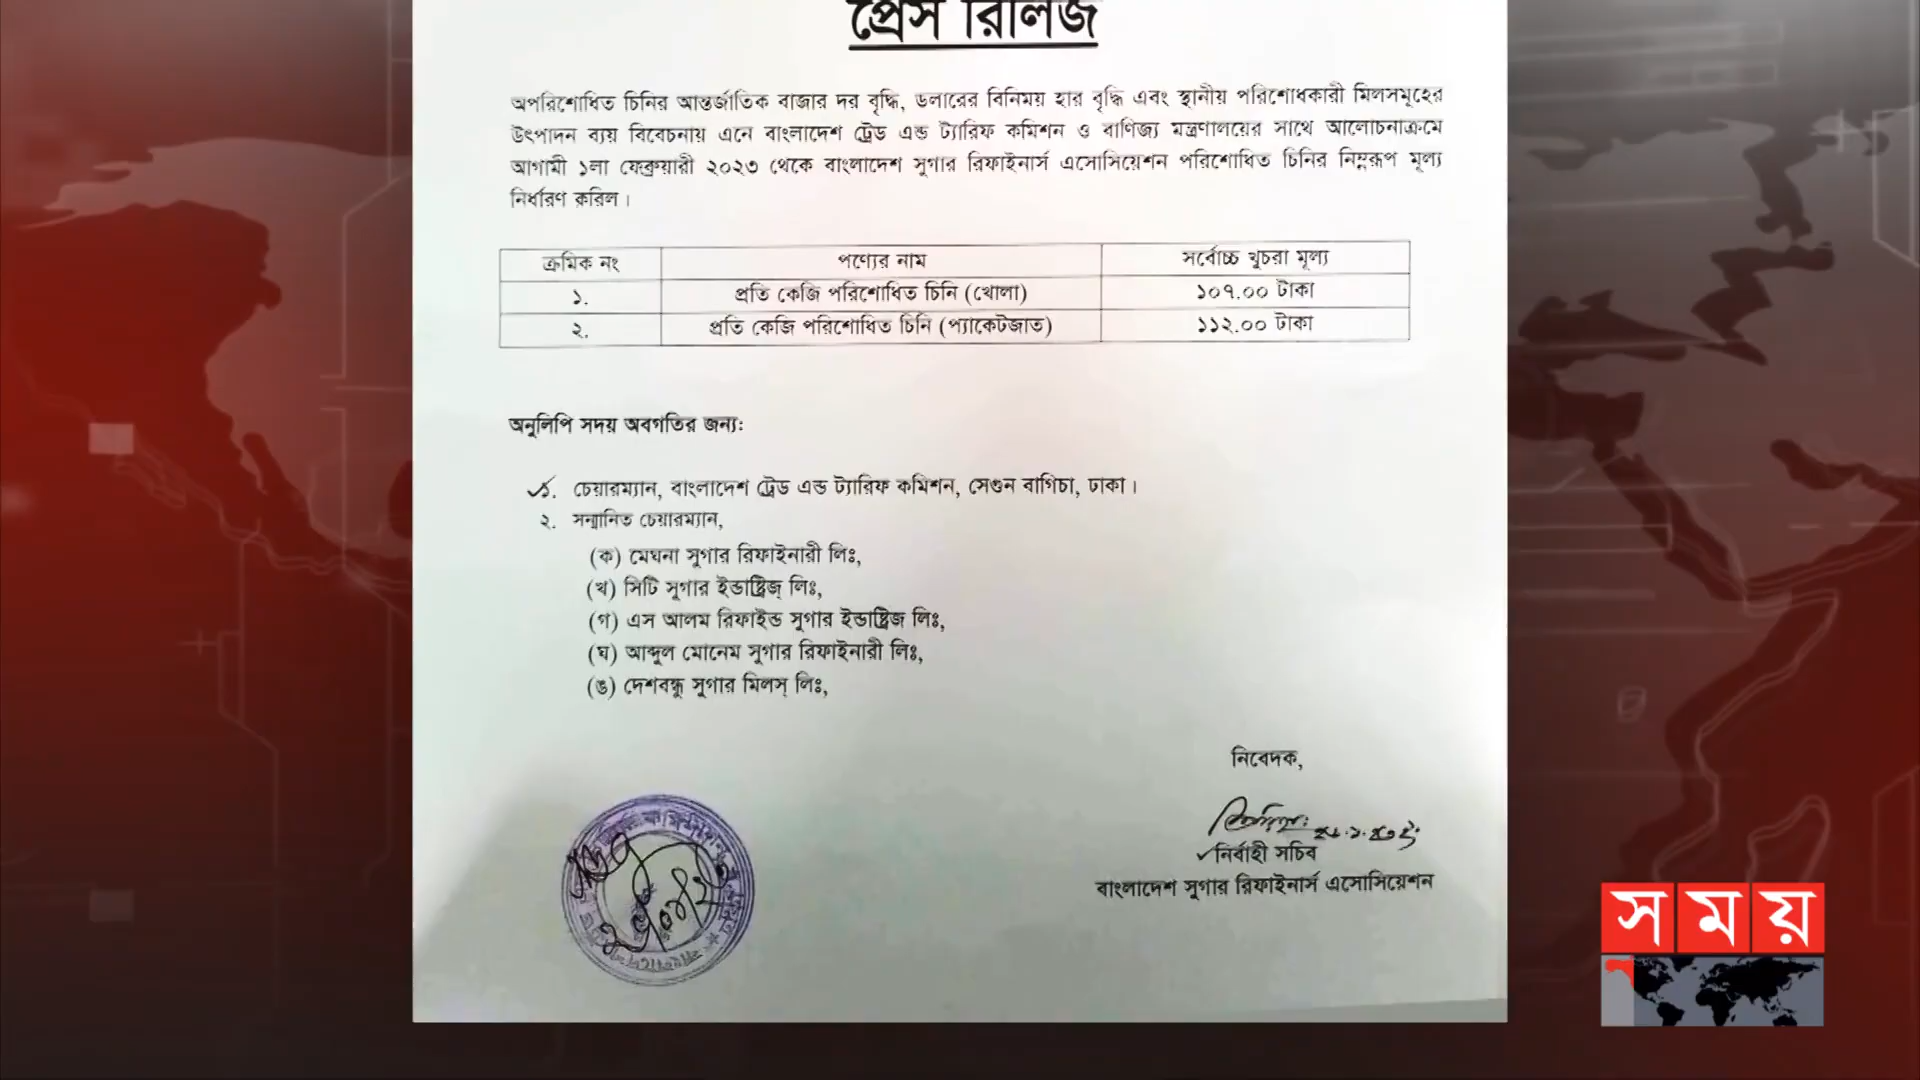 প্রেস রিলিজ
অপরিশোধিত চিনির আন্তর্জাতিক বাজার দর বৃদ্ধি, ডলারের বিনিময় হার বৃদ্ধি এবং স্থানীয় পরিশোধকারী মিলসমূহের
উৎপাদন ব্যয় বিবেচনায় এনে বাংলাদেশ ট্রেড এন্ড ট্যারিফ কমিশন ও বাণিজ্য মন্ত্রণালয়ের সাথে আলোচনাক্রমে
আগামী ১লা ফেব্রুয়ারী ২০২৩ থেকে বাংলাদেশ সুগার রিফাইনার্স এসোসিয়েশন পরিশোধিত চিনির নিম্নরূপ মূল্য
নির্ধারণ করিল।
ক্রমিক নং পণ্যের নাম সর্বোচ্চ খুচরা মূল্য
১. প্রতি কেজি পরিশোধিত চিনি (খোলা) ১০৭.০০ টাকা
২. প্রতি কেজি পরিশোধিত চিনি (প্যাকেটজাত) ১১২.০০ টাকা
অনুলিপি সদয় অবগতির জন্য:
১. চেয়ারম্যান, বাংলাদেশ ট্রেড এন্ড ট্যারিফ কমিশন, সেগুন বাগিচা, ঢাকা।
২. সম্মানিত চেয়ারম্যান,
(ক) মেঘনা সুগার রিফাইনারী লিঃ,
(খ) সিটি সুগার ইন্ডাষ্ট্রিজ্ লিঃ,
(গ) এস আলম রিফাইন্ড সুগার ইন্ডাষ্ট্রিজ লিঃ,
(ঘ) আব্দুল মোনেম সুগার রিফাইনারী লিঃ,
(ঙ) দেশবন্ধু সুগার মিলস্ লিঃ,
নিবেদক,
নির্বাহী সচিব
বাংলাদেশ সুগার রিফাইনার্স এসোসিয়েশন
সময়